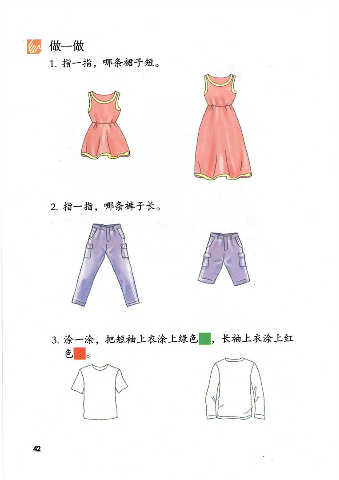 做一做
1. 指一指，哪条裙子短。
2. 指一指，哪条裤子长。
3. 涂一涂，把短袖上衣涂上绿色，长袖上衣涂上红
色。
42